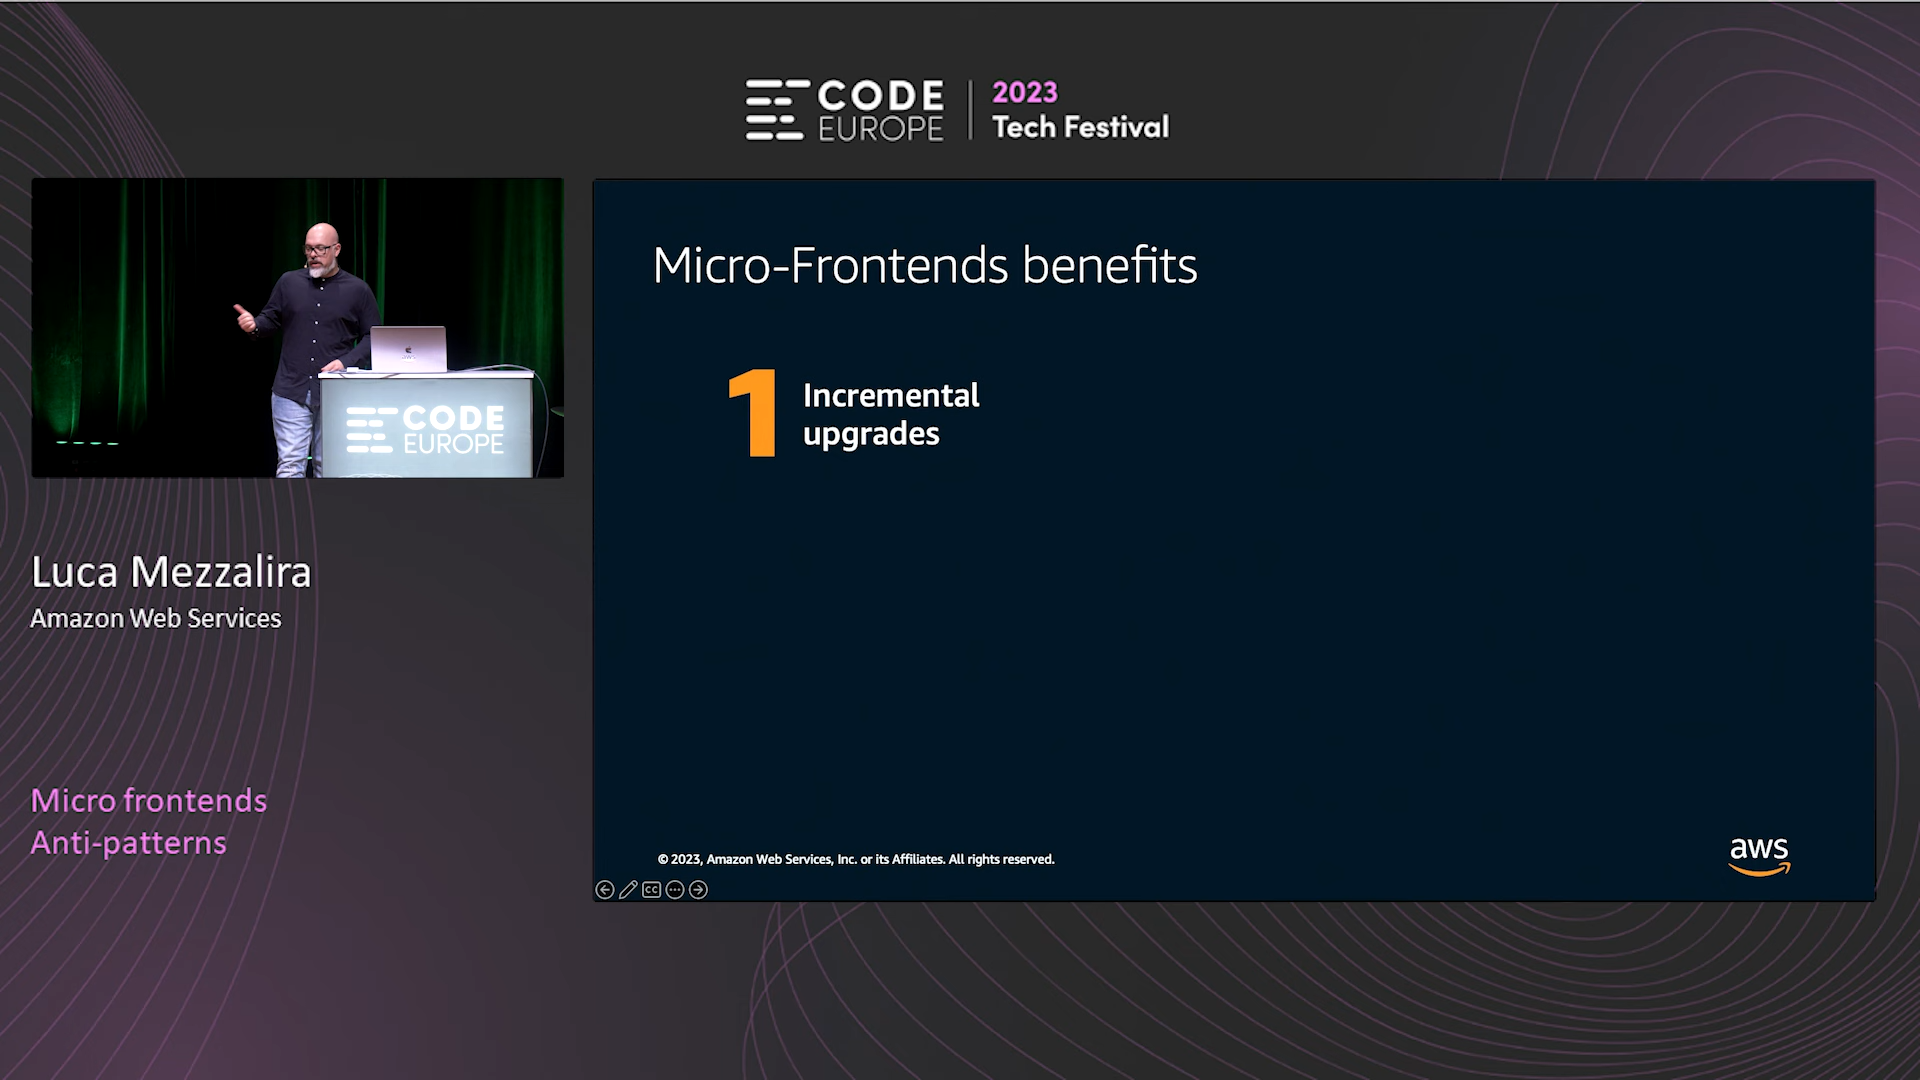 CODE
EUROPE
2023
Tech Festival
CODE
EUROPE
Luca Mezzalira
Amazon Web Services
Micro frontends
Anti-patterns
Micro-Frontends benefits
1
Incremental
upgrades
© 2023, Amazon Web Services, Inc. or its Affiliates. All rights reserved.
aws
CC